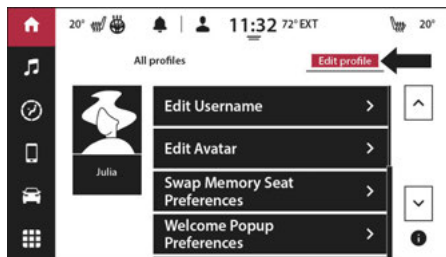 20° 11:32 72°EXT 20°
All profiles Edit profile
Edit Username
Edit Avatar
Julia
Swap Memory Seat
Preferences
Welcome Popup
Preferences